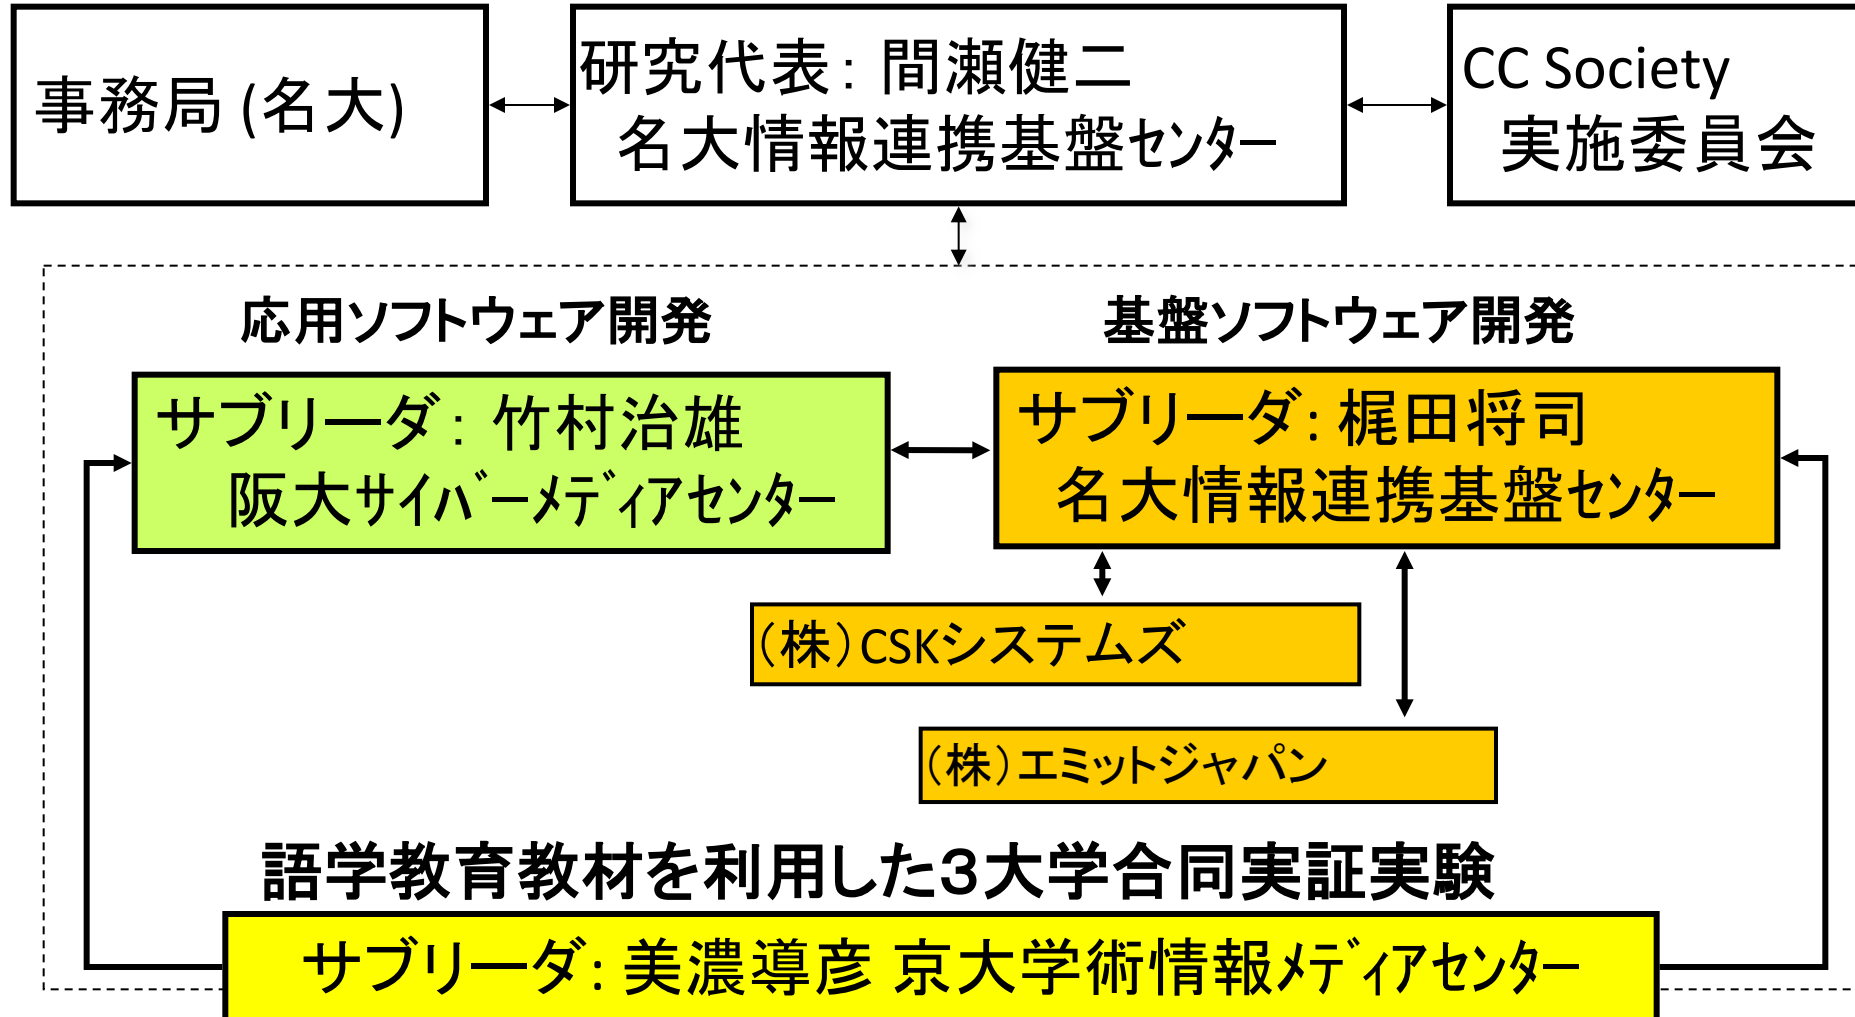 事務局 (名大)
研究代表: 間瀬健二
名大情報連携基盤ｾﾝﾀｰ
CC Society
実施委員会
応用ソフトウェア開発
基盤ソフトウェア開発
サブリーダ: 竹村治雄
阪大ｻｲﾊﾞｰﾒﾃﾞｨｱｾﾝﾀｰ
サブリーダ: 梶田将司
名大情報連携基盤ｾﾝﾀｰ
（株）CSKシステムズ
（株）エミットジャパン
語学教育教材を利用した３大学合同実証実験
サブリーダ: 美濃導彦 京大学術情報ﾒﾃﾞｨｱｾﾝﾀｰ